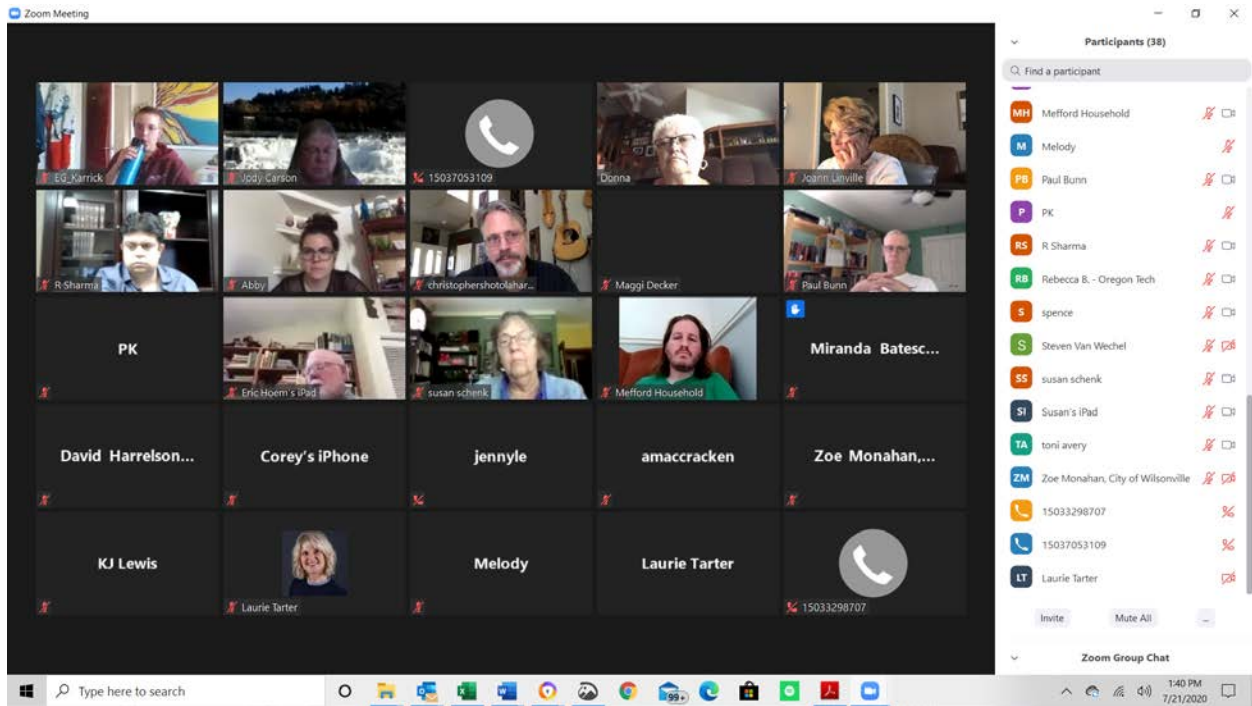 Zoom Meeting
EG_Karrick
Jody Carson
15037053109
Donna
Joann Linville
R Sharma
Abby
christophershotolahar...
Maggi Decker
Paul Bunn
PK
Eric Hoem's iPad
susan schenk
Mefford Household
Miranda Batesc...
David Harrelson...
Corey's iPhone
jennyle
amaccracken
Zoe Monahan,...
KJ Lewis
Laurie Tarter
Melody
Laurie Tarter
15033298707
Participants (38)
Find a participant
MH Mefford Household
M Melody
PB Paul Bunn
P PK
RS R Sharma
RB Rebecca B. - Oregon Tech
S spence
S Steven Van Wechel
SS susan schenk
SI Susan's iPad
TA toni avery
ZM Zoe Monahan, City of Wilsonville
15033298707
15037053109
LT Laurie Tarter
Invite Mute All ...
Zoom Group Chat
Type here to search
99+
1:40 PM
7/21/2020